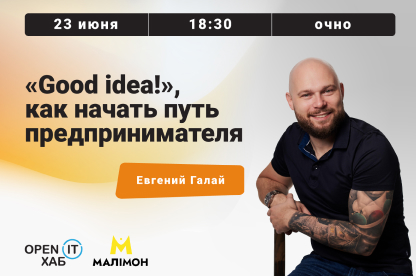 23 июня 18:30 очно
«Good idea!»,
как начать путь
предпринимателя
Евгений Галай
OPEN IT
ХАБ
МАЛІМОН